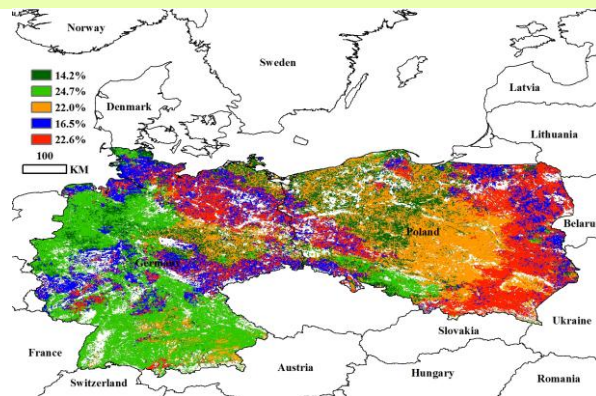 Norway
Sweden
14.2%
24.7%
22.0%
16.5%
22.6%
Denmark
Latvia
Lithuania
100
KM
Belaru
Poland
Germany
Ukraine
Slovakia
France
Austria
Hungary
Romania
Switzerland